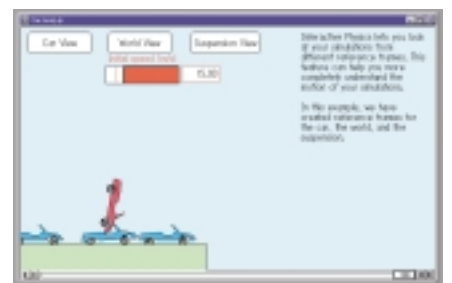 Car View
World View
Suspension View
Initial speed (m/s)
15.00
Interactive Physics lets you look
at your simulations from
different reference frames. This
feature can help you more
completely understand the
motion of your simulations.
In this example, we have
created reference frames for
the car, the world, and the
suspension.